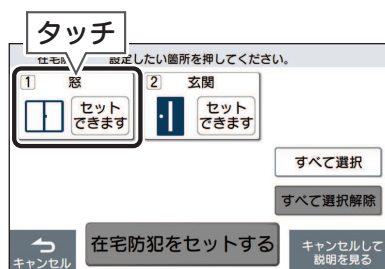 タッチ
在宅防 設定したい箇所を押してください。
1 窓
セット
できます
2 玄関
セット
できます
すべて選択
すべて選択解除
キャンセル
在宅防犯をセットする
キャンセルして
説明を見る